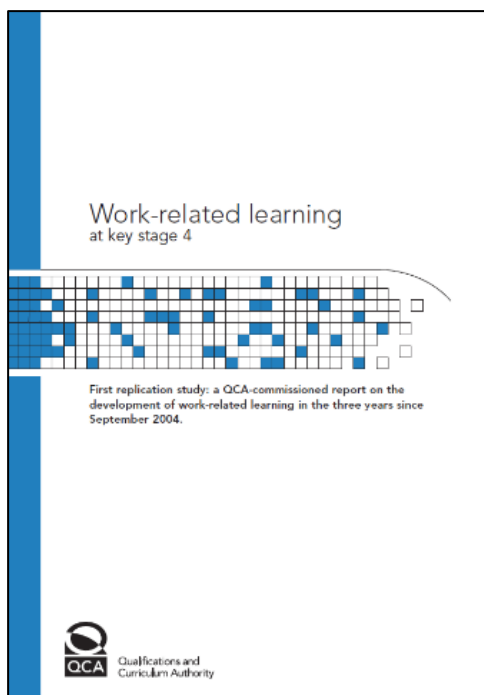 Work-related learning
at key stage 4
First replication study: a QCA-commissioned report on the
development of work-related learning in the three years since
September 2004.
QCA
Qualifications and
Curriculum Authority